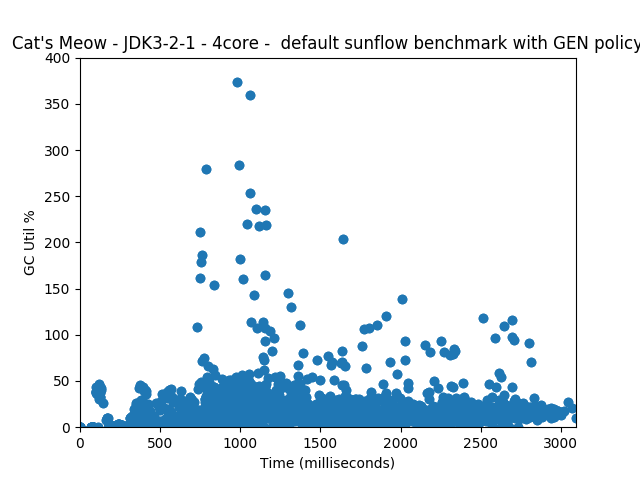 Cat's Meow - JDK3-2-1 - 4core -  default sunflow benchmark with GEN policy
400
350
300
250
200
150
100
50
0
GC Util %
0 500 1000 1500 2000 2500 3000
Time (milliseconds)